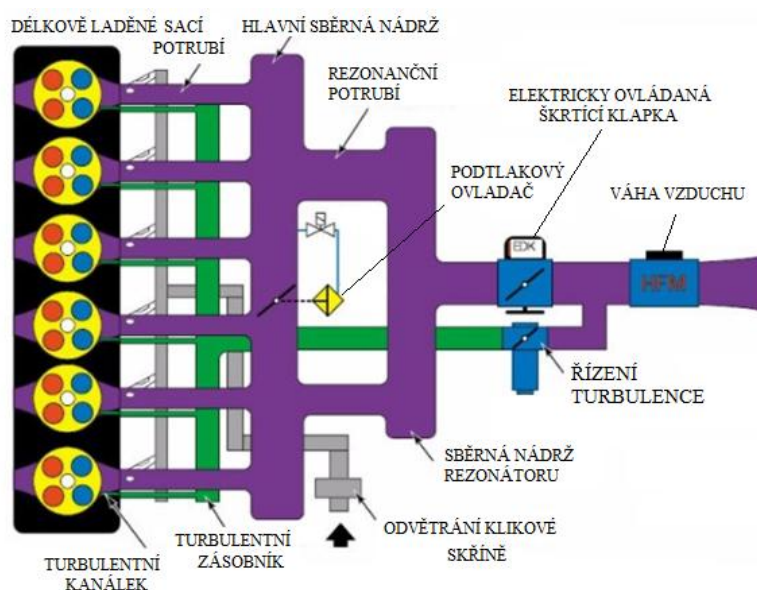 DÉLKOVĚ LADĚNÉ SACÍ
POTRUBÍ
HLAVNÍ SBĚRNÁ NÁDRŽ
REZONANČNÍ
POTRUBÍ
ELEKTRICKY OVLÁDANÁ
ŠKRTÍCÍ KLAPKA
PODTLAKOVÝ
OVLADAČ
VÁHA VZDUCHU
EDK
HFM
ŘÍZENÍ
TURBULENCE
SBĚRNÁ NÁDRŽ
REZONÁTORU
ODVĚTRÁNÍ KLIKOVÉ
SKŘÍNĚ
TURBULENTNÍ
ZÁSOBNÍK
TURBULENTNÍ
KANÁLEK